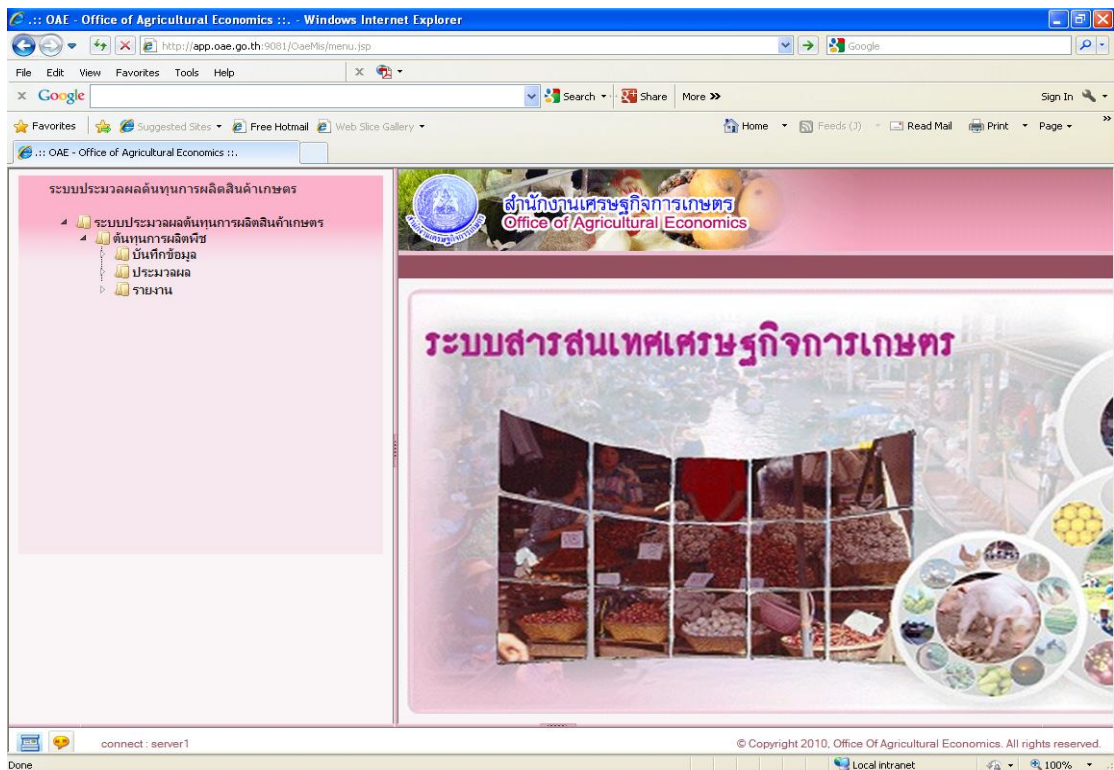 .:: OAE - Office of Agricultural Economics ::. - Windows Internet Explorer
http://app.oae.go.th:9081/OaeMis/menu.jsp
Google
File Edit View Favorites Tools Help
x
x Google Search Share More >> Sign In
Favorites Suggested Sites Free Hotmail Web Slice Gallery Home Feeds (J) Read Mail Print Page >>
.:: OAE - Office of Agricultural Economics ::.
ระบบประมวลผลต้นทุนการผลิตสินค้าเกษตร
ระบบประมวลผลต้นทุนการผลิตสินค้าเกษตร
ต้นทุนการผลิตพืช
บันทึกข้อมูล
ประมวลผล
รายงาน
สำนักงานเศรษฐกิจการเกษตร
Office of Agricultural Economics
ระบบสารสนเทศเศรษฐกิจการเกษตร
connect : server1
© Copyright 2010, Office Of Agricultural Economics. All rights reserved.
Done Local intranet 100%